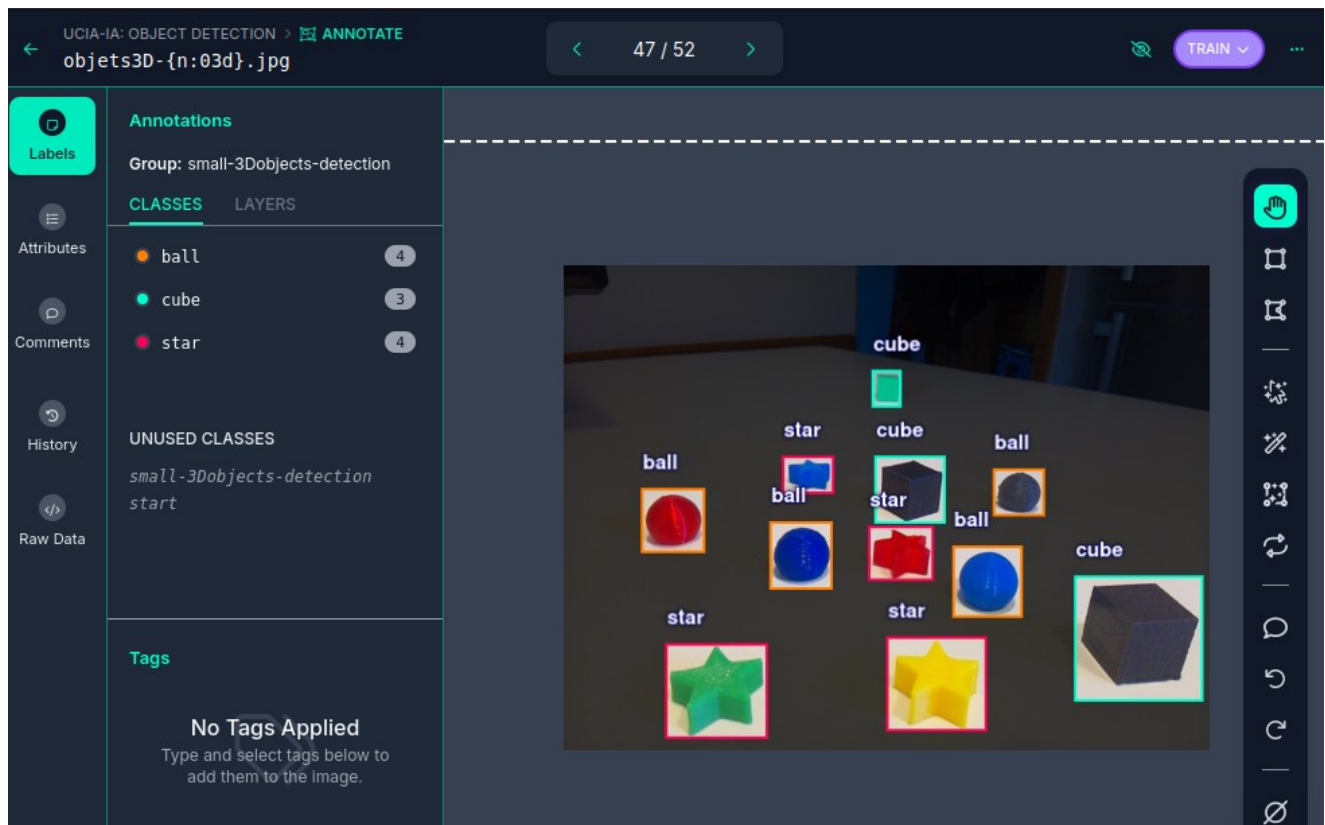 UCIA-IA: OBJECT DETECTION > ANNOTATE
objets3D-{n:03d}.jpg
47 / 52
TRAIN
Labels
Attributes
Comments
History
Raw Data
Annotations
Group: small-3Dobjects-detection
CLASSES LAYERS
ball 4
cube 3
star 4
UNUSED CLASSES
small-3Dobjects-detection
start
Tags
No Tags Applied
Type and select tags below to
add them to the image.
cube
star
cube
ball
ball
ball
star
ball
cube
star
star